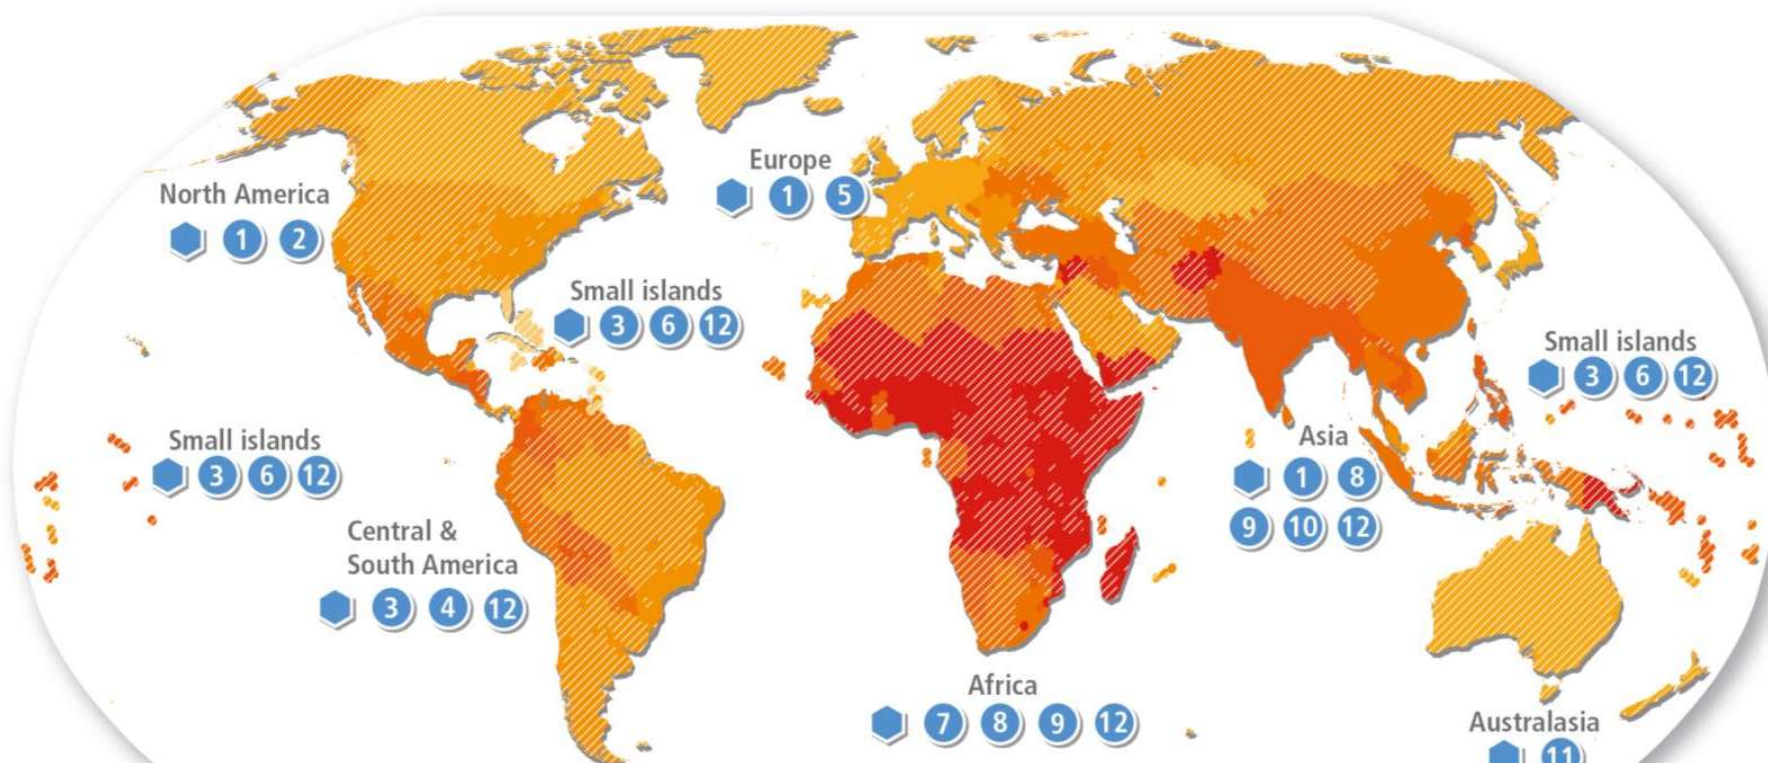 Europe
1 5
North America
1 2
Small islands
3 6 12
Small islands
3 6 12
Asia
1 8
9 10 12
Small islands
3 6 12
Central &
South America
3 4 12
Africa
7 8 9 12
Australasia
11